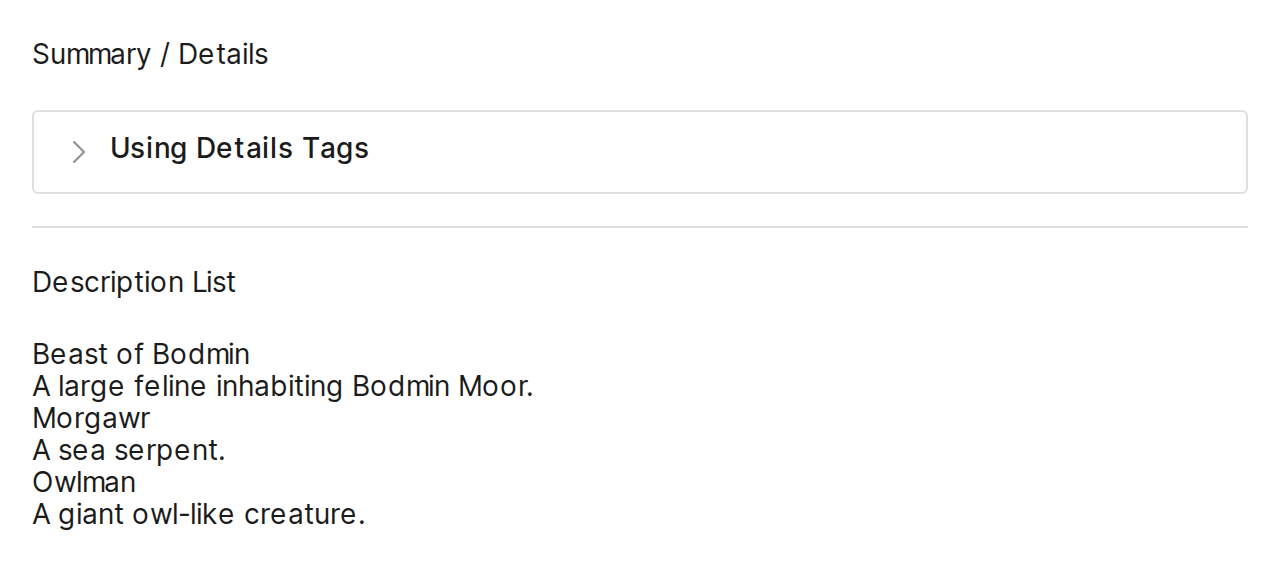 Summary / Details
Using Details Tags
Description List
Beast of Bodmin
A large feline inhabiting Bodmin Moor.
Morgawr
A sea serpent.
Owlman
A giant owl-like creature.